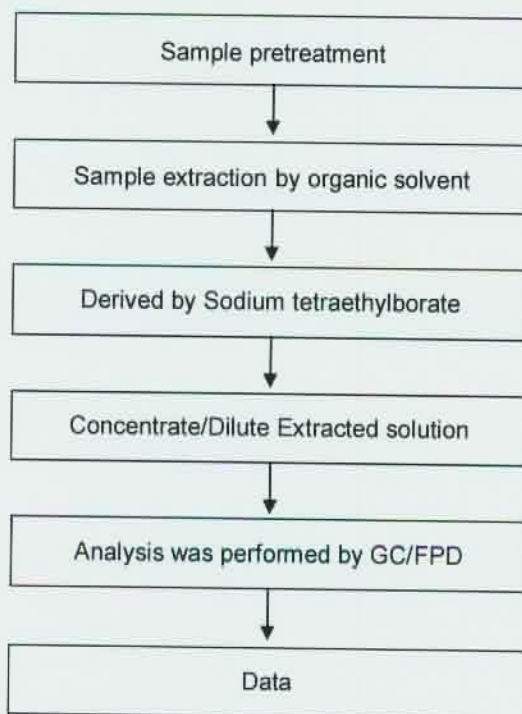 Sample pretreatment
Sample extraction by organic solvent
Derived by Sodium tetraethylborate
Concentrate/Dilute Extracted solution
Analysis was performed by GC/FPD
Data